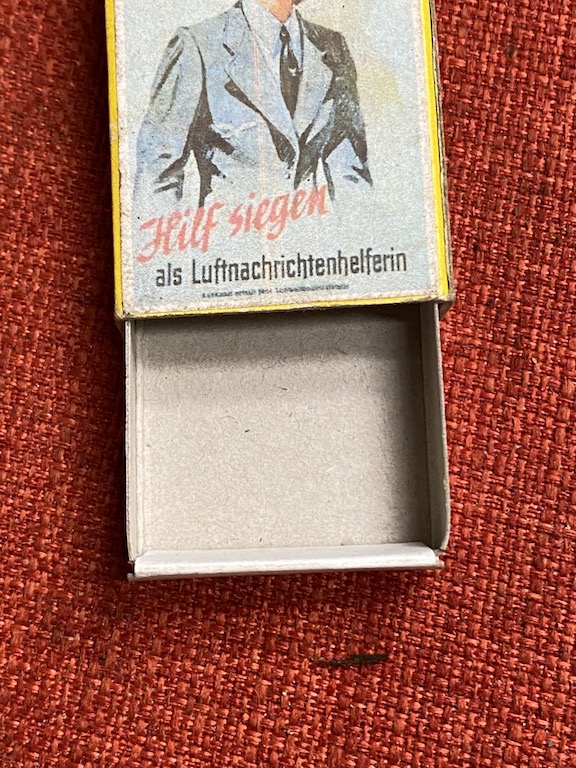 Hilf siegen
als Luftnachrichtenhelferin